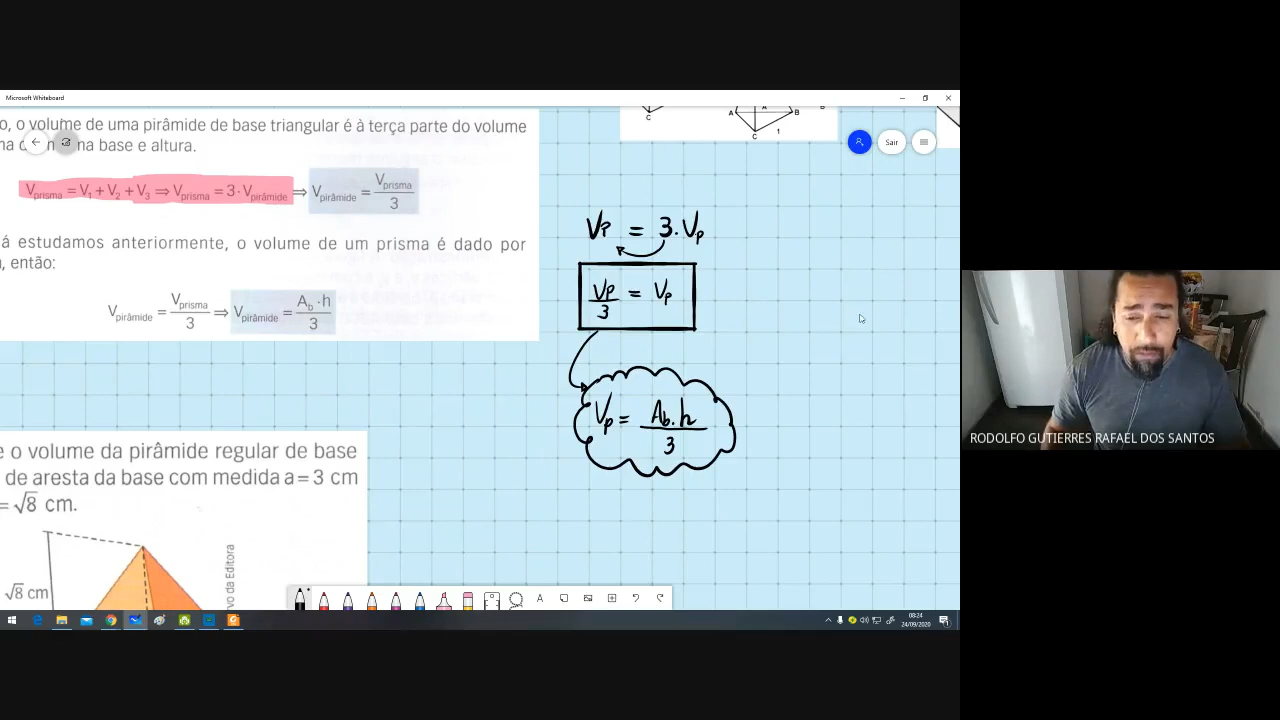 Microsoft Whiteboard
o, o volume de uma pirâmide de base triangular é à terça parte do volume
na base e altura.
V_prisma = V_1 + V_2 + V_3 ⇒ V_prisma = 3 · V_pirâmide ⇒ V_pirâmide = V_prisma / 3
á estudamos anteriormente, o volume de um prisma é dado por
, então:
V_pirâmide = V_prisma / 3 ⇒ V_pirâmide = A_b · h / 3
e o volume da pirâmide regular de base
de aresta da base com medida a = 3 cm
= √8 cm.
√8 cm
vo da Editora
C
A
A
B
C
1
B
Sair
VP = 3. Vp
VP / 3 = Vp
Vp = Ab. h / 3
RODOLFO GUTIERRES RAFAEL DOS SANTOS
A
08:24
24/09/2020